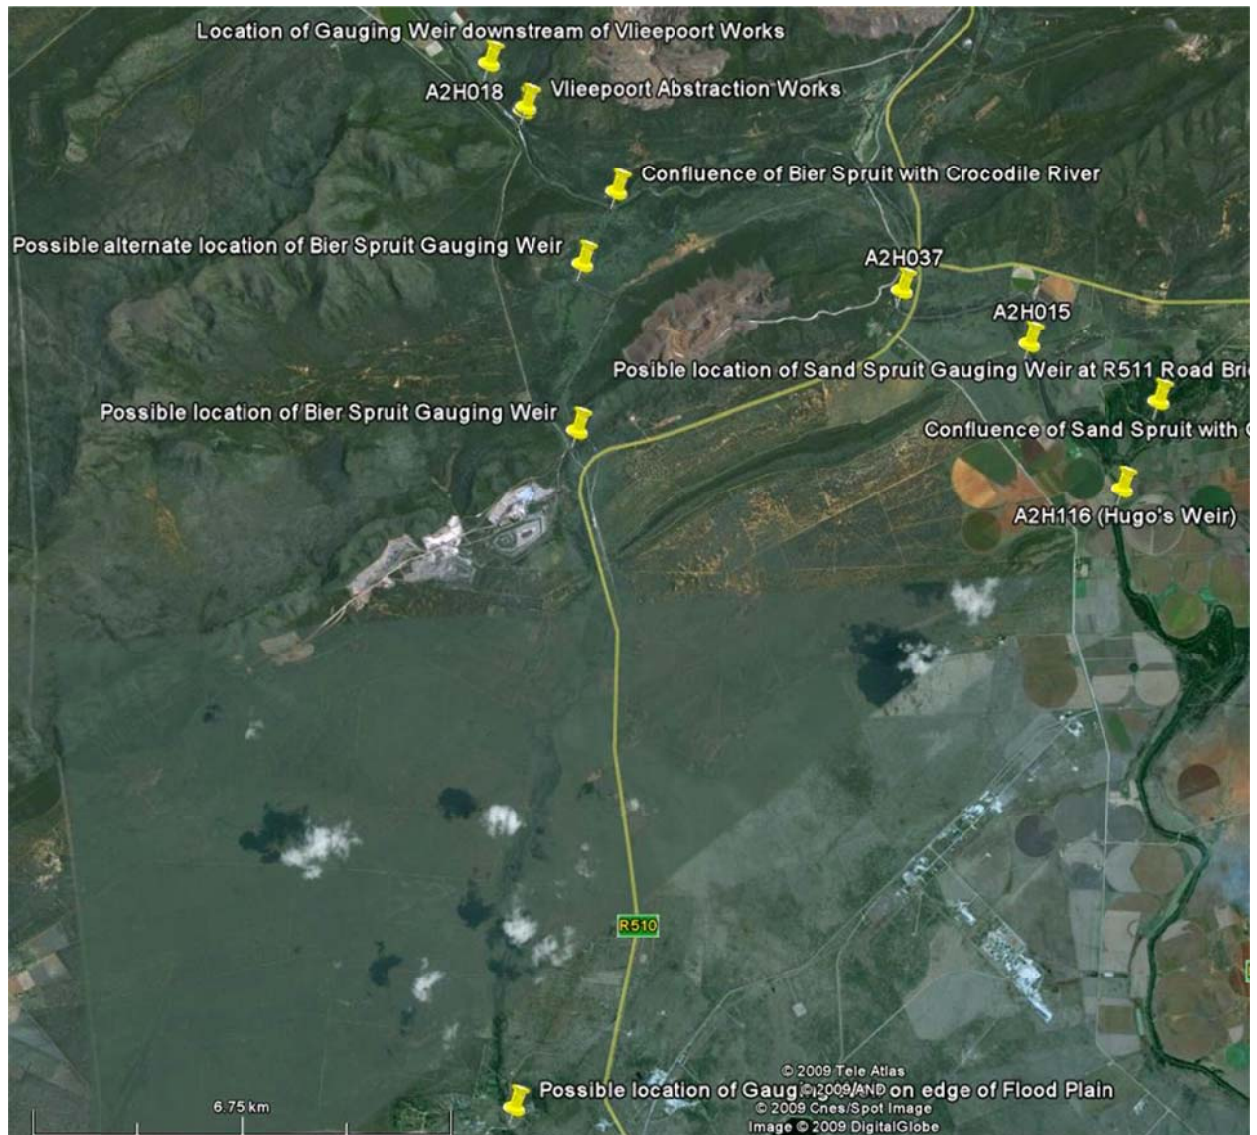 Location of Gauging Weir downstream of Vlieepoort Works
A2H018
Vlieepoort Abstraction Works
Confluence of Bier Spruit with Crocodile River
Possible alternate location of Bier Spruit Gauging Weir
A2H037
A2H015
Posible location of Sand Spruit Gauging Weir at R511 Road Bri
Possible location of Bier Spruit Gauging Weir
Confluence of Sand Spruit with
A2H116 (Hugo's Weir)
R510
© 2009 Tele Atlas
Possible location of on edge of Flood Plain
© 2009 AND
6.75 km
© 2009 Cnes/Spot Image
Image © 2009 DigitalGlobe